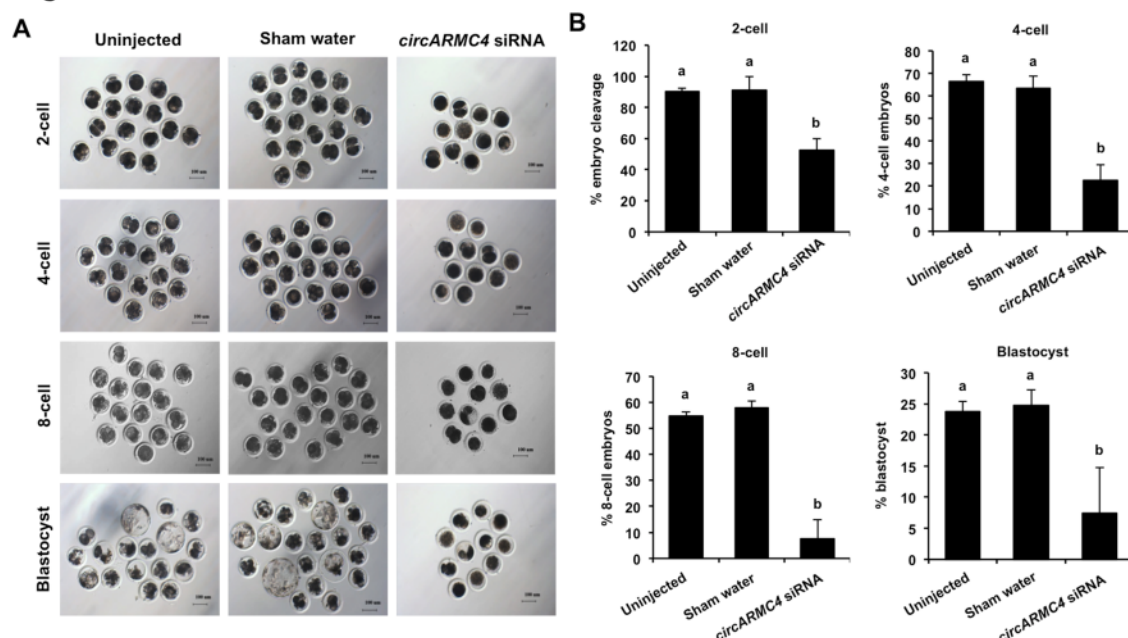 A
Uninjected
Sham water
circARMC4 siRNA
2-cell
4-cell
8-cell
Blastocyst
B
2-cell
% embryo cleavage
120
100
80
60
40
20
0
a
a
b
Uninjected
Sham water
circARMC4 siRNA
4-cell
% 4-cell embryos
80
70
60
50
40
30
20
10
0
a
a
b
Uninjected
Sham water
circARMC4 siRNA
8-cell
% 8-cell embryos
70
60
50
40
30
20
10
0
a
a
b
Uninjected
Sham water
circARMC4 siRNA
Blastocyst
% blastocyst
30
25
20
15
10
5
0
a
a
b
Uninjected
Sham water
circARMC4 siRNA